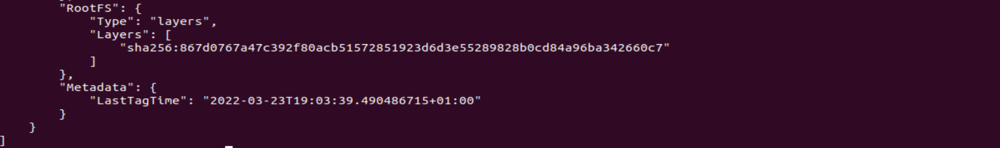 "RootFS": {
"Type": "layers",
"Layers": [
"sha256:867d0767a47c392f80acb51572851923d6d3e55289828b0cd84a96ba342660c7"
]
},
"Metadata": {
"LastTagTime": "2022-03-23T19:03:39.490486715+01:00"
}
}
]